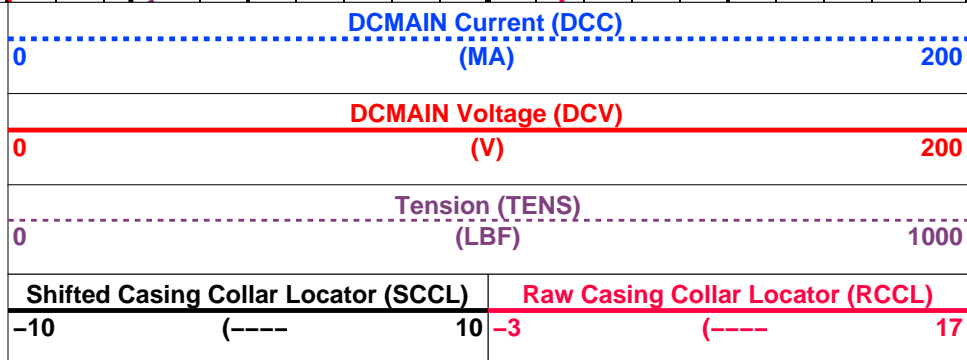 DCMAIN Current (DCC)
0 (MA) 200
DCMAIN Voltage (DCV)
0 (V) 200
Tension (TENS)
0 (LBF) 1000
Shifted Casing Collar Locator (SCCL) Raw Casing Collar Locator (RCCL)
−10 (−−−− 10 −3 (−−−− 17